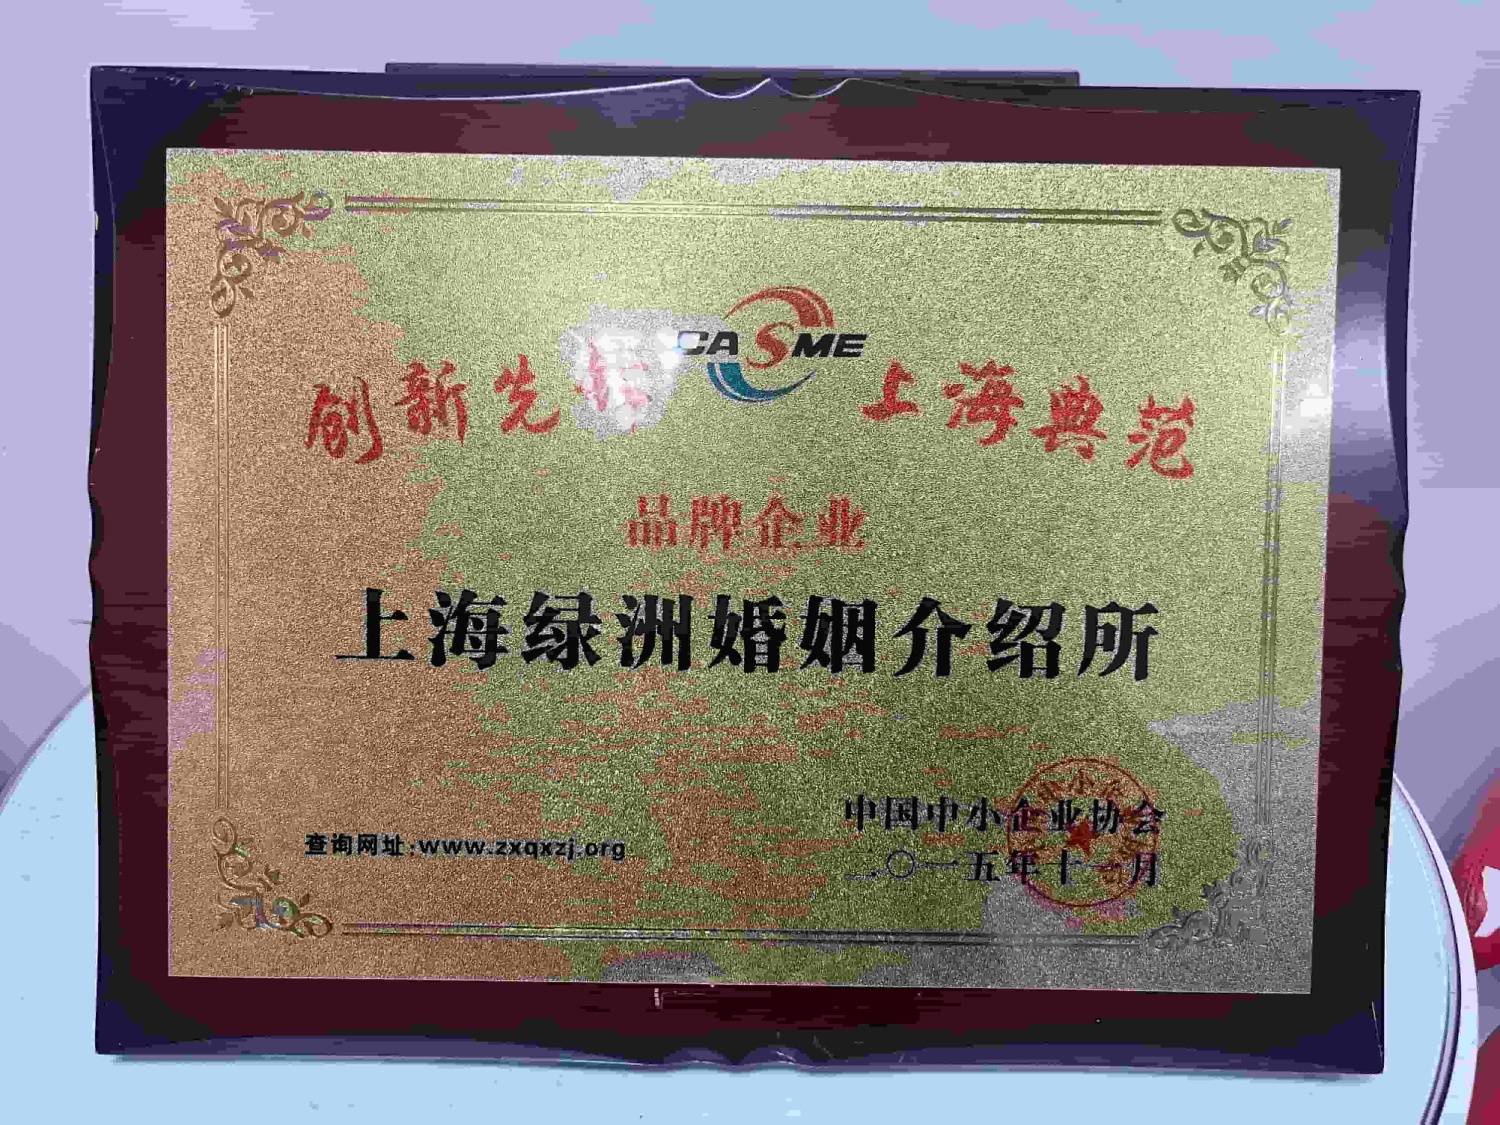 CASME
创新先锋 上海典范
品牌企业
上海绿洲婚姻介绍所
查询网址:www.zxqxzj.org
中国中小企业协会
二〇一五年十一月